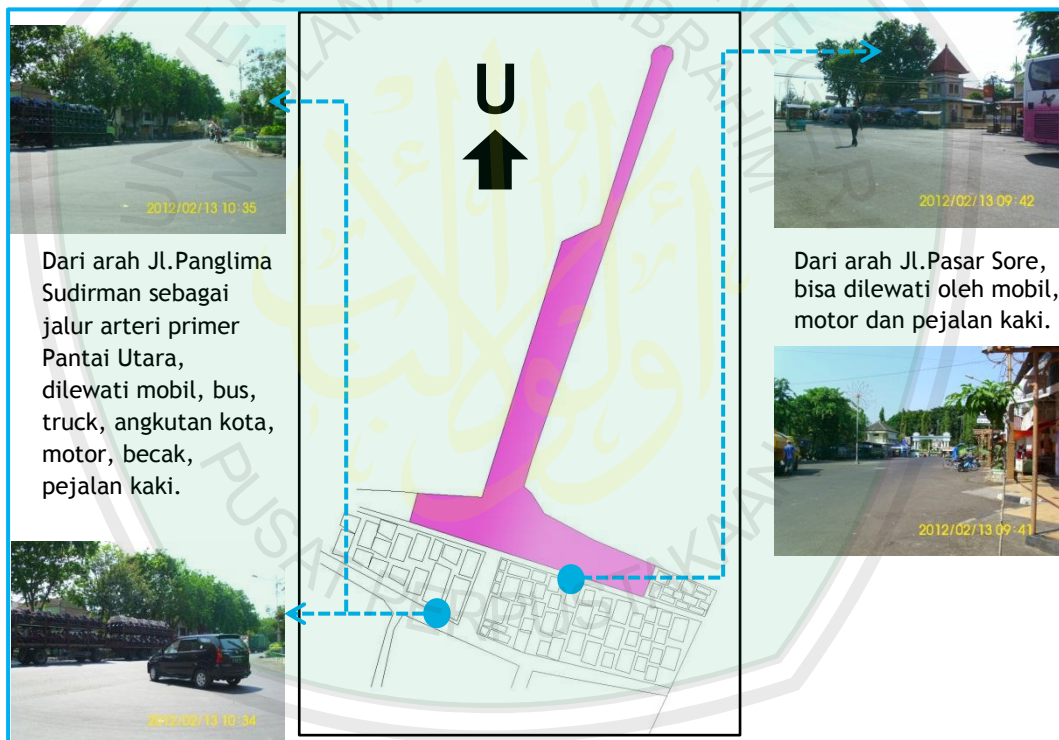 2012/02/13 10:35
Dari arah Jl.Panglima
Sudirman sebagai
jalur arteri primer
Pantai Utara,
dilewati mobil, bus,
truck, angkutan kota,
motor, becak,
pejalan kaki.
2012/02/13 10:34
U
2012/02/13 09:42
Dari arah Jl.Pasar Sore,
bisa dilewati oleh mobil,
motor dan pejalan kaki.
2012/02/13 09:41
PUSAT PERPUSTAKAAN